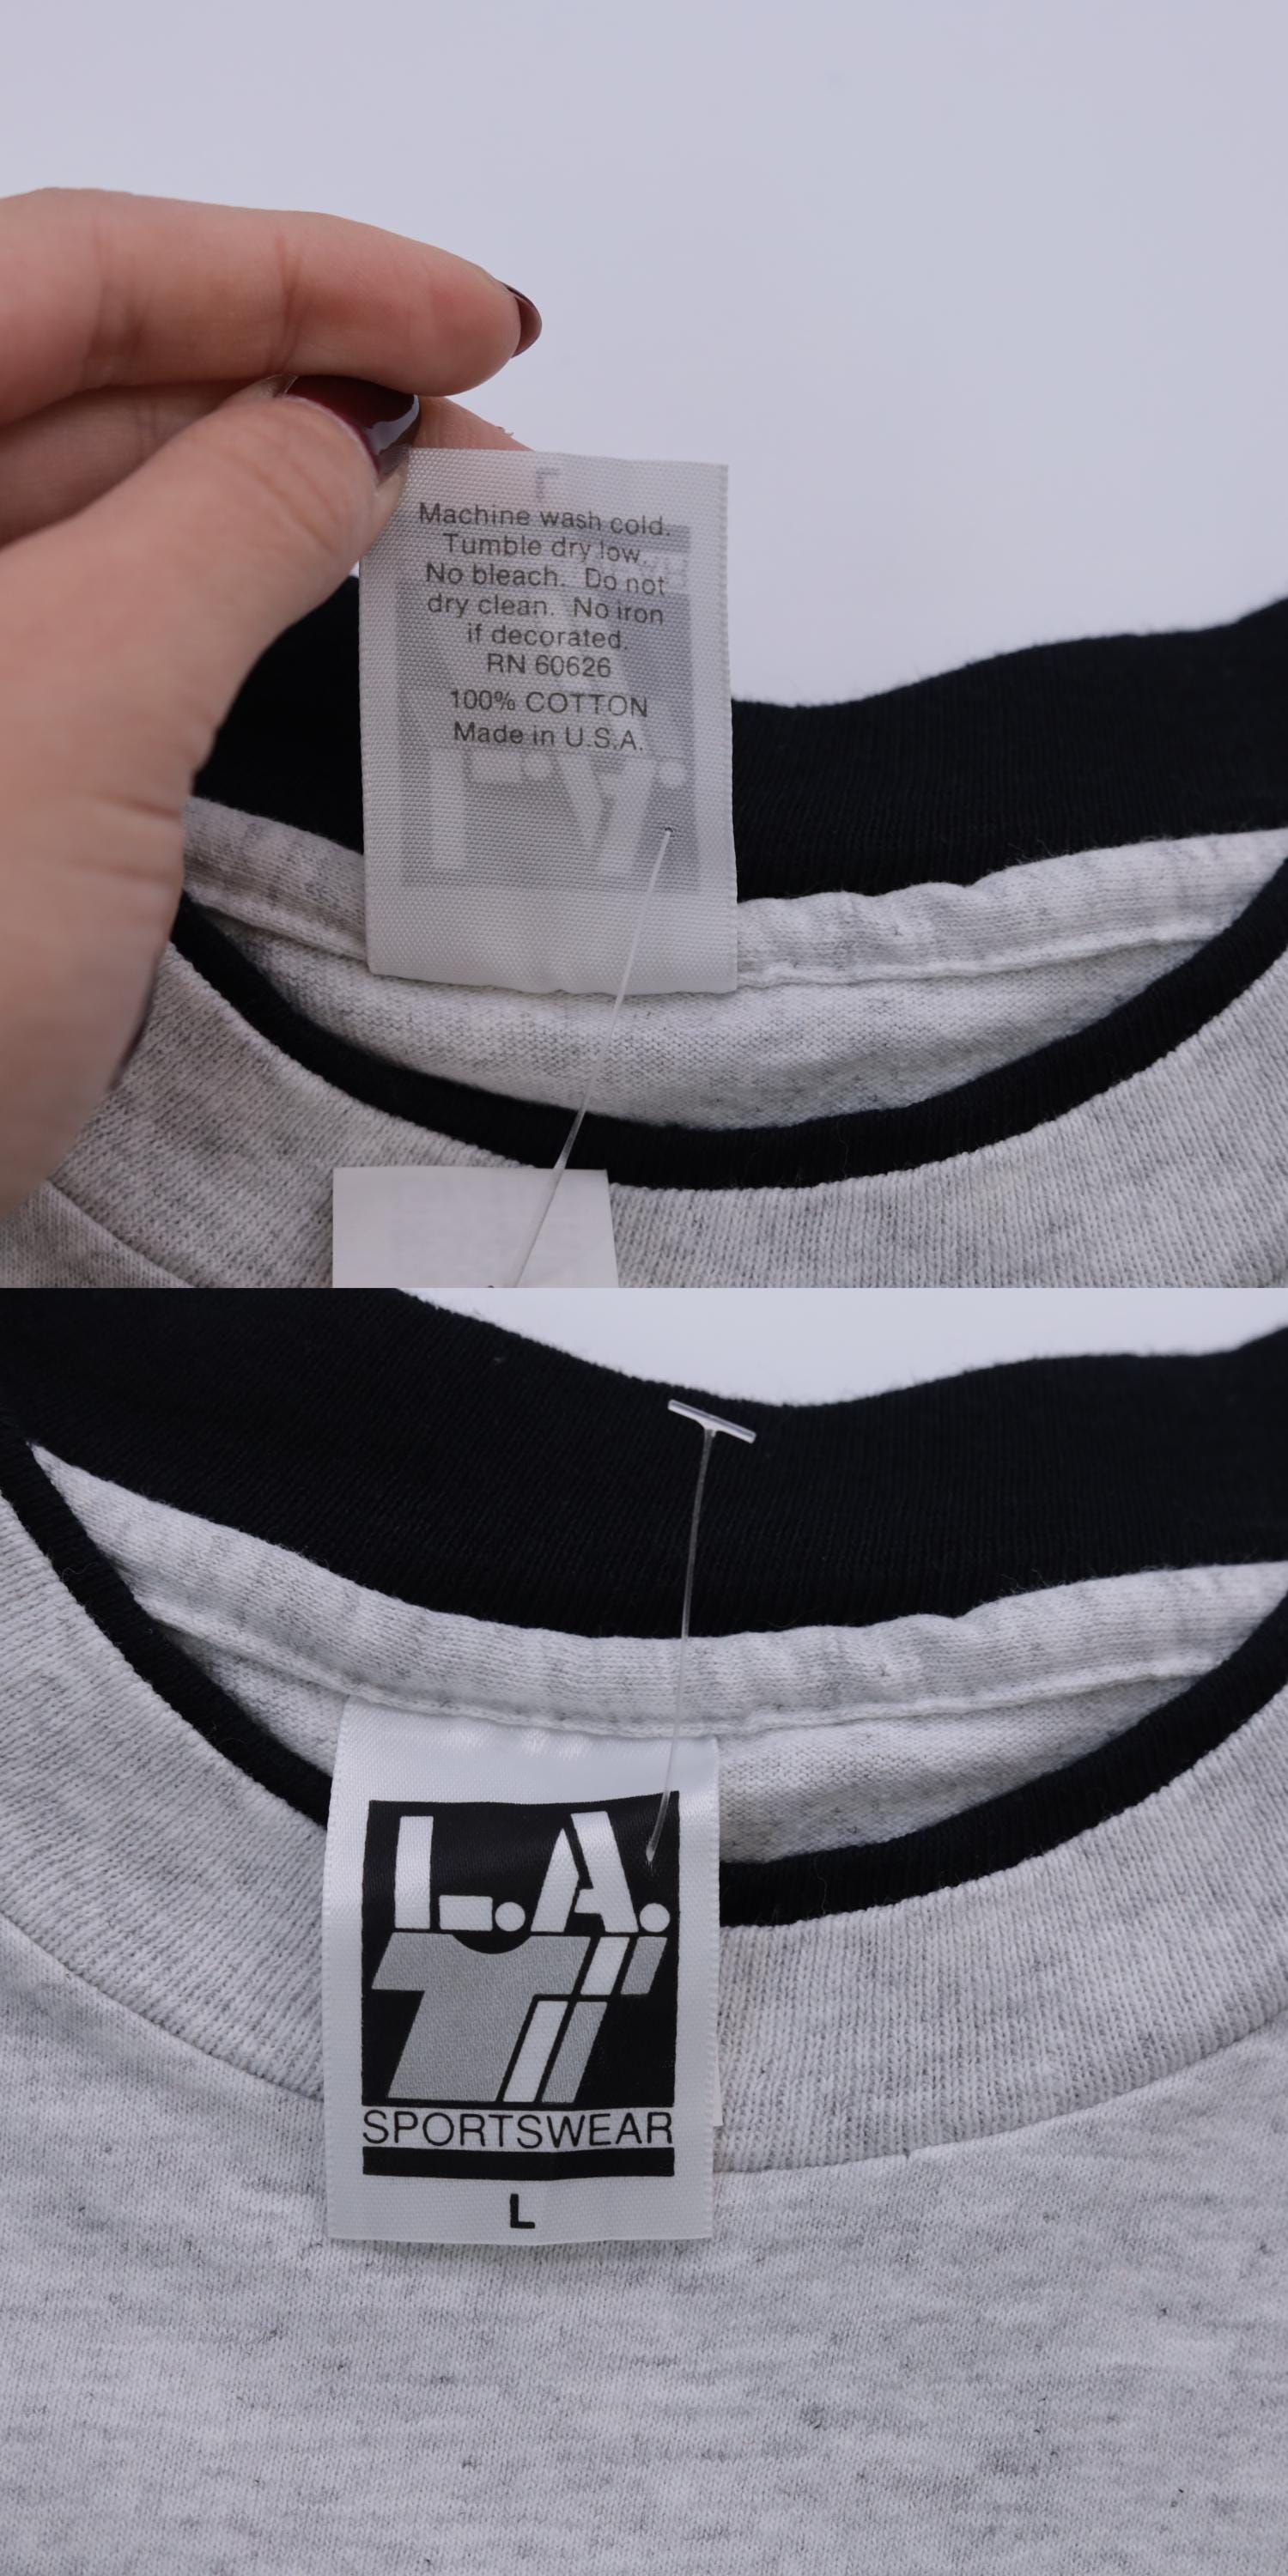 Machine wash cold.
Tumble dry low.
No bleach. Do not
dry clean. No iron
if decorated.
RN 60626
100% COTTON
Made in U.S.A.
L.A.
T
SPORTSWEAR
L